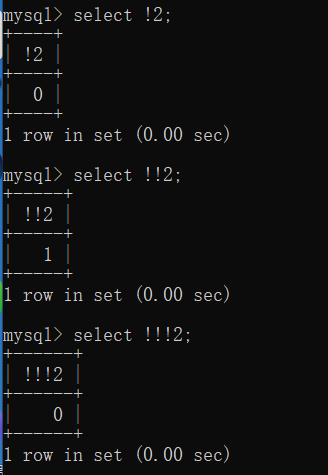 mysql> select !2;
+----+
| !2 |
+----+
|  0 |
+----+
1 row in set (0.00 sec)
mysql> select !!2;
+-----+
| !!2 |
+-----+
|   1 |
+-----+
1 row in set (0.00 sec)
mysql> select !!!2;
+------+
| !!!2 |
+------+
|    0 |
+------+
1 row in set (0.00 sec)